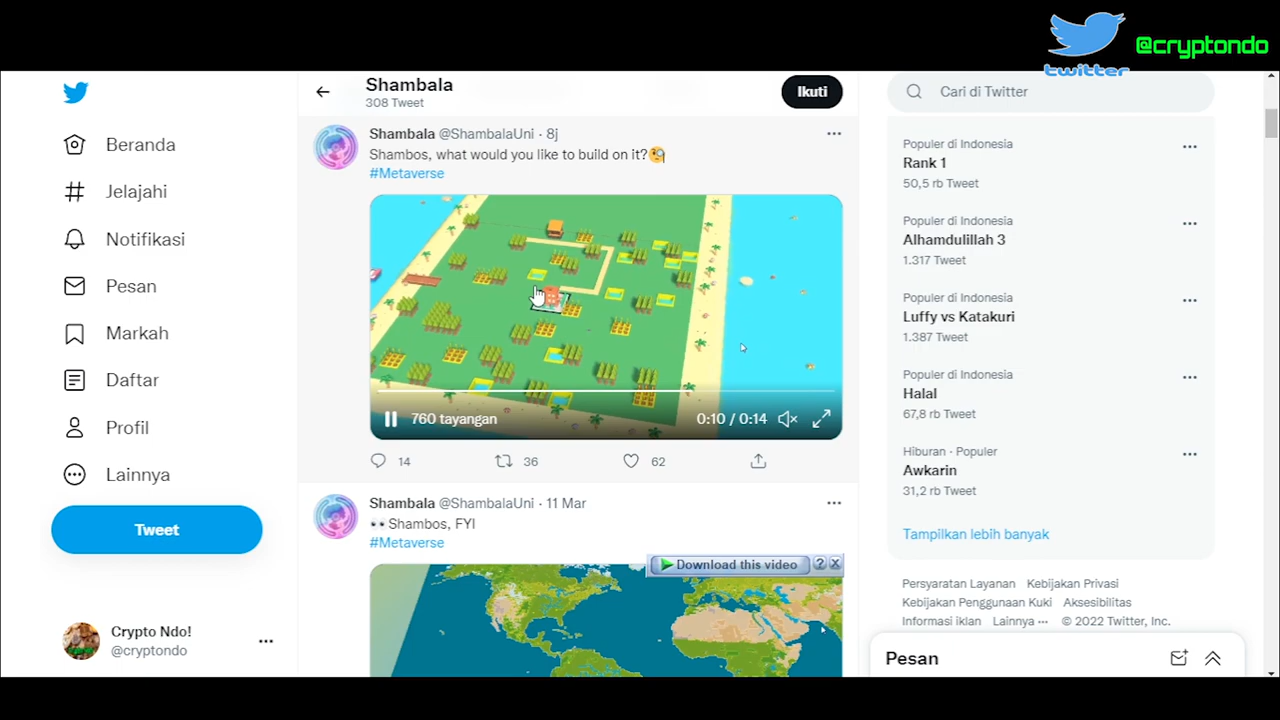 twitter
@cryptondo
Beranda
Jelajahi
Notifikasi
Pesan
Markah
Daftar
Profil
Lainnya
Tweet
Crypto Ndo!
@cryptondo
Shambala
308 Tweet
Ikuti
Shambala @ShambalaUni · 8j
Shambos, what would you like to build on it?🧐
#Metaverse
760 tayangan
0:10 / 0:14
14
36
62
Shambala @ShambalaUni · 11 Mar
👀Shambos, FYI
#Metaverse
Download this video
Cari di Twitter
Populer di Indonesia
Rank 1
50,5 rb Tweet
Populer di Indonesia
Alhamdulillah 3
1.317 Tweet
Populer di Indonesia
Luffy vs Katakuri
1.387 Tweet
Populer di Indonesia
Halal
67,8 rb Tweet
Hiburan · Populer
Awkarin
31,2 rb Tweet
Tampilkan lebih banyak
Persyaratan Layanan Kebijakan Privasi
Kebijakan Penggunaan Kuki Aksesibilitas
Informasi iklan Lainnya ··· © 2022 Twitter, Inc.
Pesan